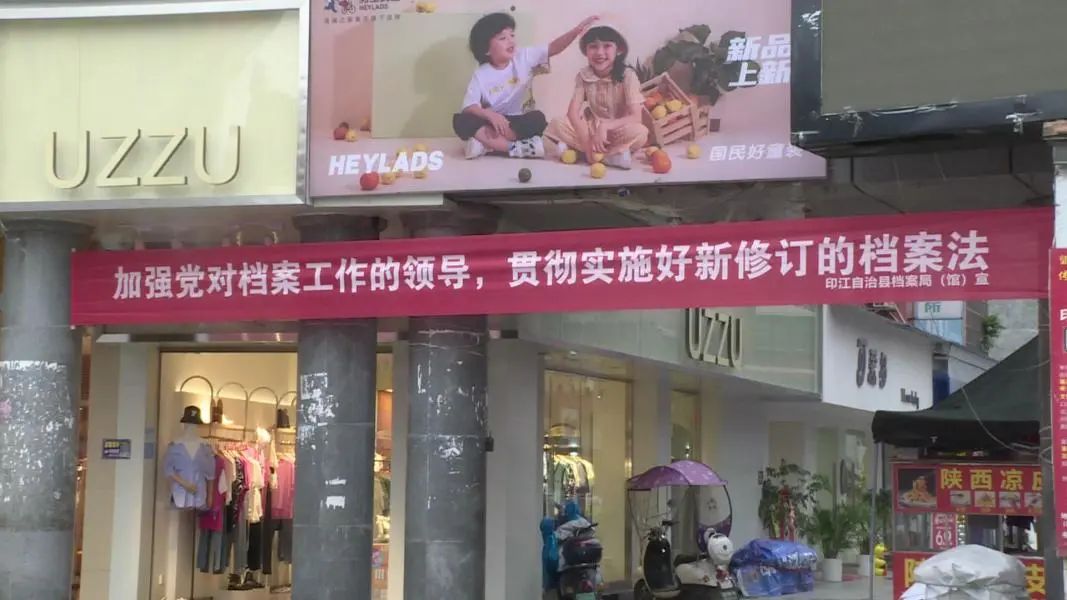 HEYLADS
新品
上新
UZZU
HEYLADS
国民好童装
加强党对档案工作的领导，贯彻实施好新修订的档案法
印江自治县档案局（馆）宣
UZZU
陕西凉皮